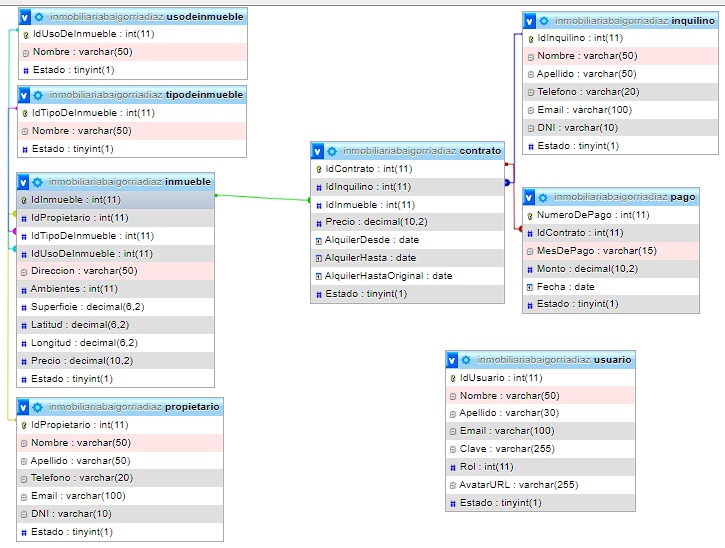 inmobiliariabaigorriadiaz usodeinmueble
IdUsoDeInmueble : int(11)
Nombre : varchar(50)
Estado : tinyint(1)
inmobiliariabaigorriadiaz tipodeinmueble
IdTipoDeInmueble : int(11)
Nombre : varchar(50)
Estado : tinyint(1)
inmobiliariabaigorriadiaz inmueble
IdInmueble : int(11)
IdPropietario : int(11)
IdTipoDeInmueble : int(11)
IdUsoDeInmueble : int(11)
Direccion : varchar(50)
Ambientes : int(11)
Superficie : decimal(6,2)
Latitud : decimal(6,2)
Longitud : decimal(6,2)
Precio : decimal(10,2)
Estado : tinyint(1)
inmobiliariabaigorriadiaz propietario
IdPropietario : int(11)
Nombre : varchar(50)
Apellido : varchar(50)
Telefono : varchar(20)
Email : varchar(100)
DNI : varchar(10)
Estado : tinyint(1)
inmobiliariabaigorriadiaz contrato
IdContrato : int(11)
IdInquilino : int(11)
IdInmueble : int(11)
Precio : decimal(10,2)
AlquilerDesde : date
AlquilerHasta : date
AlquilerHastaOriginal : date
Estado : tinyint(1)
inmobiliariabaigorriadiaz inquilino
IdInquilino : int(11)
Nombre : varchar(50)
Apellido : varchar(50)
Telefono : varchar(20)
Email : varchar(100)
DNI : varchar(10)
Estado : tinyint(1)
inmobiliariabaigorriadiaz pago
NumeroDePago : int(11)
IdContrato : int(11)
MesDePago : varchar(15)
Monto : decimal(10,2)
Fecha : date
Estado : tinyint(1)
inmobiliariabaigorriadiaz usuario
IdUsuario : int(11)
Nombre : varchar(50)
Apellido : varchar(30)
Email : varchar(100)
Clave : varchar(255)
Rol : int(11)
AvatarURL : varchar(255)
Estado : tinyint(1)